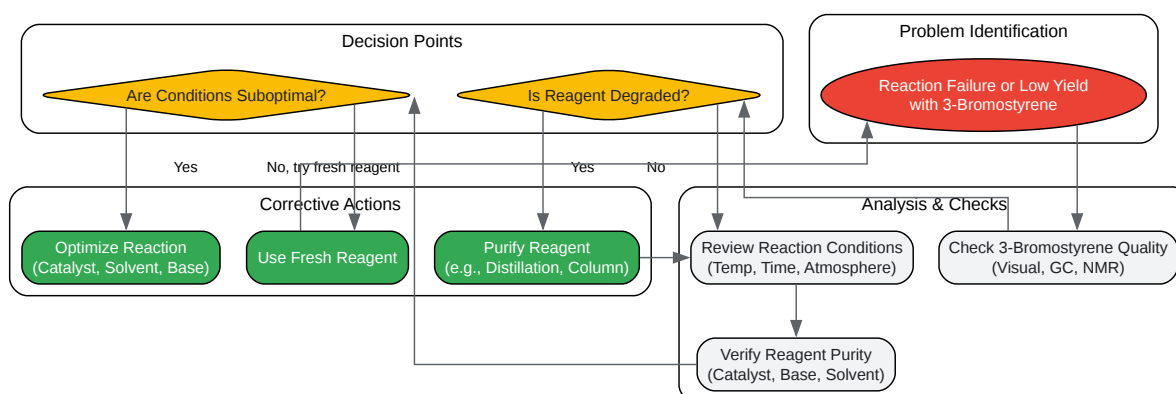 Decision Points
Problem Identification
Are Conditions Suboptimal?
Is Reagent Degraded?
Reaction Failure or Low Yield
with 3-Bromostyrene
Yes
No, try fresh reagent
Yes
No
Corrective Actions
Analysis & Checks
Optimize Reaction
(Catalyst, Solvent, Base)
Use Fresh Reagent
Purify Reagent
(e.g., Distillation, Column)
Review Reaction Conditions
(Temp, Time, Atmosphere)
Check 3-Bromostyrene Quality
(Visual, GC, NMR)
Verify Reagent Purity
(Catalyst, Base, Solvent)